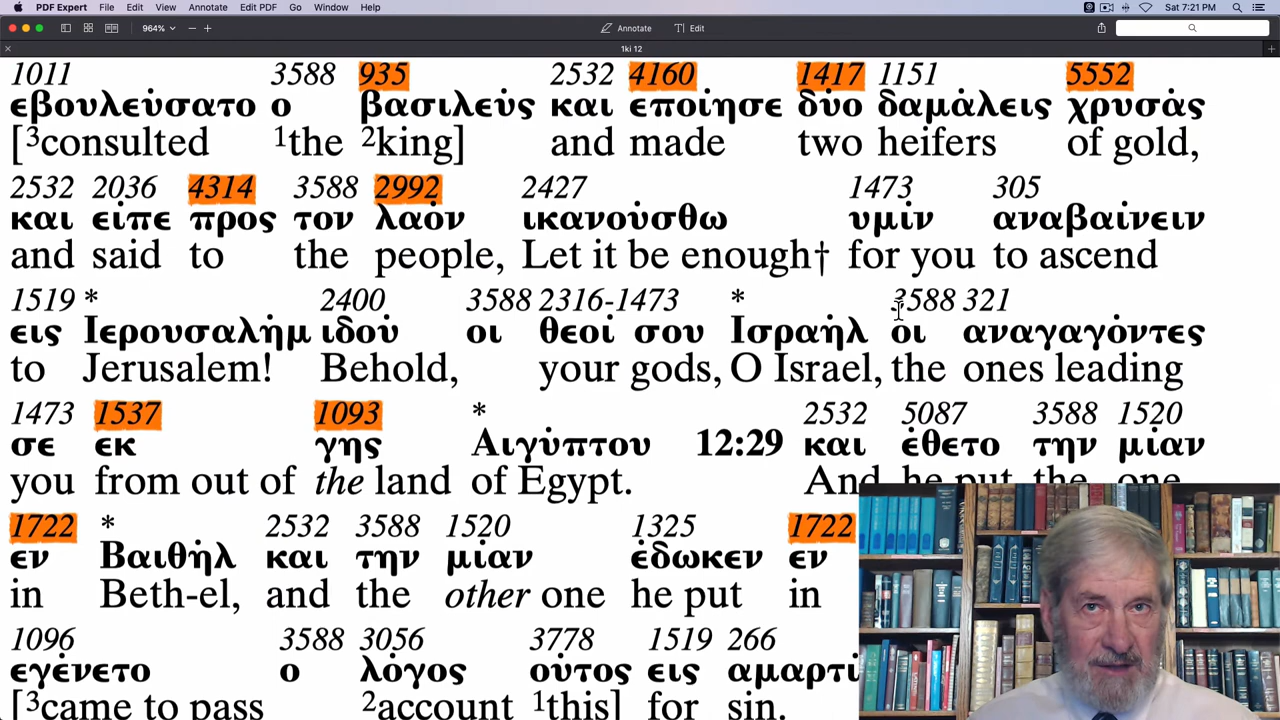 PDF Expert File Edit View Annotate Edit PDF Go Window Help Sat 7:21 PM
964% Annotate Edit
1ki 12
1011 3588 935 2532 4160 1417 1151 5552
εβουλεύσατο ο βασιλεύς και εποίησε δύο δαμάλεις χρυσάς
[³consulted ¹the ²king] and made two heifers of gold,
2532 2036 4314 3588 2992 2427 1473 305
και είπε προς τον λαόν ικανούσθω υμίν αναβαίνειν
and said to the people, Let it be enough† for you to ascend
1519 * 2400 3588 2316-1473 * 3588 321
εις Ιερουσαλήμ ιδού οι θεοί σου Ισραήλ οι αναγαγόντες
to Jerusalem! Behold, your gods, O Israel, the ones leading
1473 1537 1093 * 2532 5087 3588 1520
σε εκ γης Αιγύπτου 12:29 και έθετο την μίαν
you from out of the land of Egypt. And he put the one
1722 * 2532 3588 1520 1325 1722
εν Βαιθήλ και την μίαν έδωκεν εν
in Beth-el, and the other one he put in
1096 3588 3056 3778 1519 266
εγένετο ο λόγος ούτος εις αμαρτί
[³came to pass ²account ¹this] for sin.